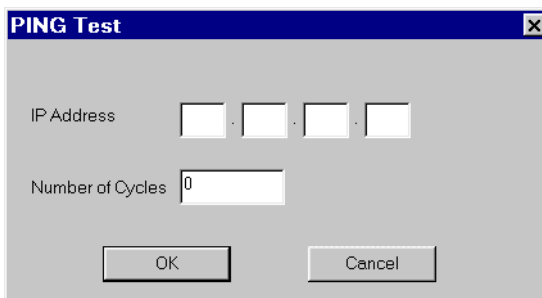 PING Test
IP Address . . .
Number of Cycles 0
OK Cancel